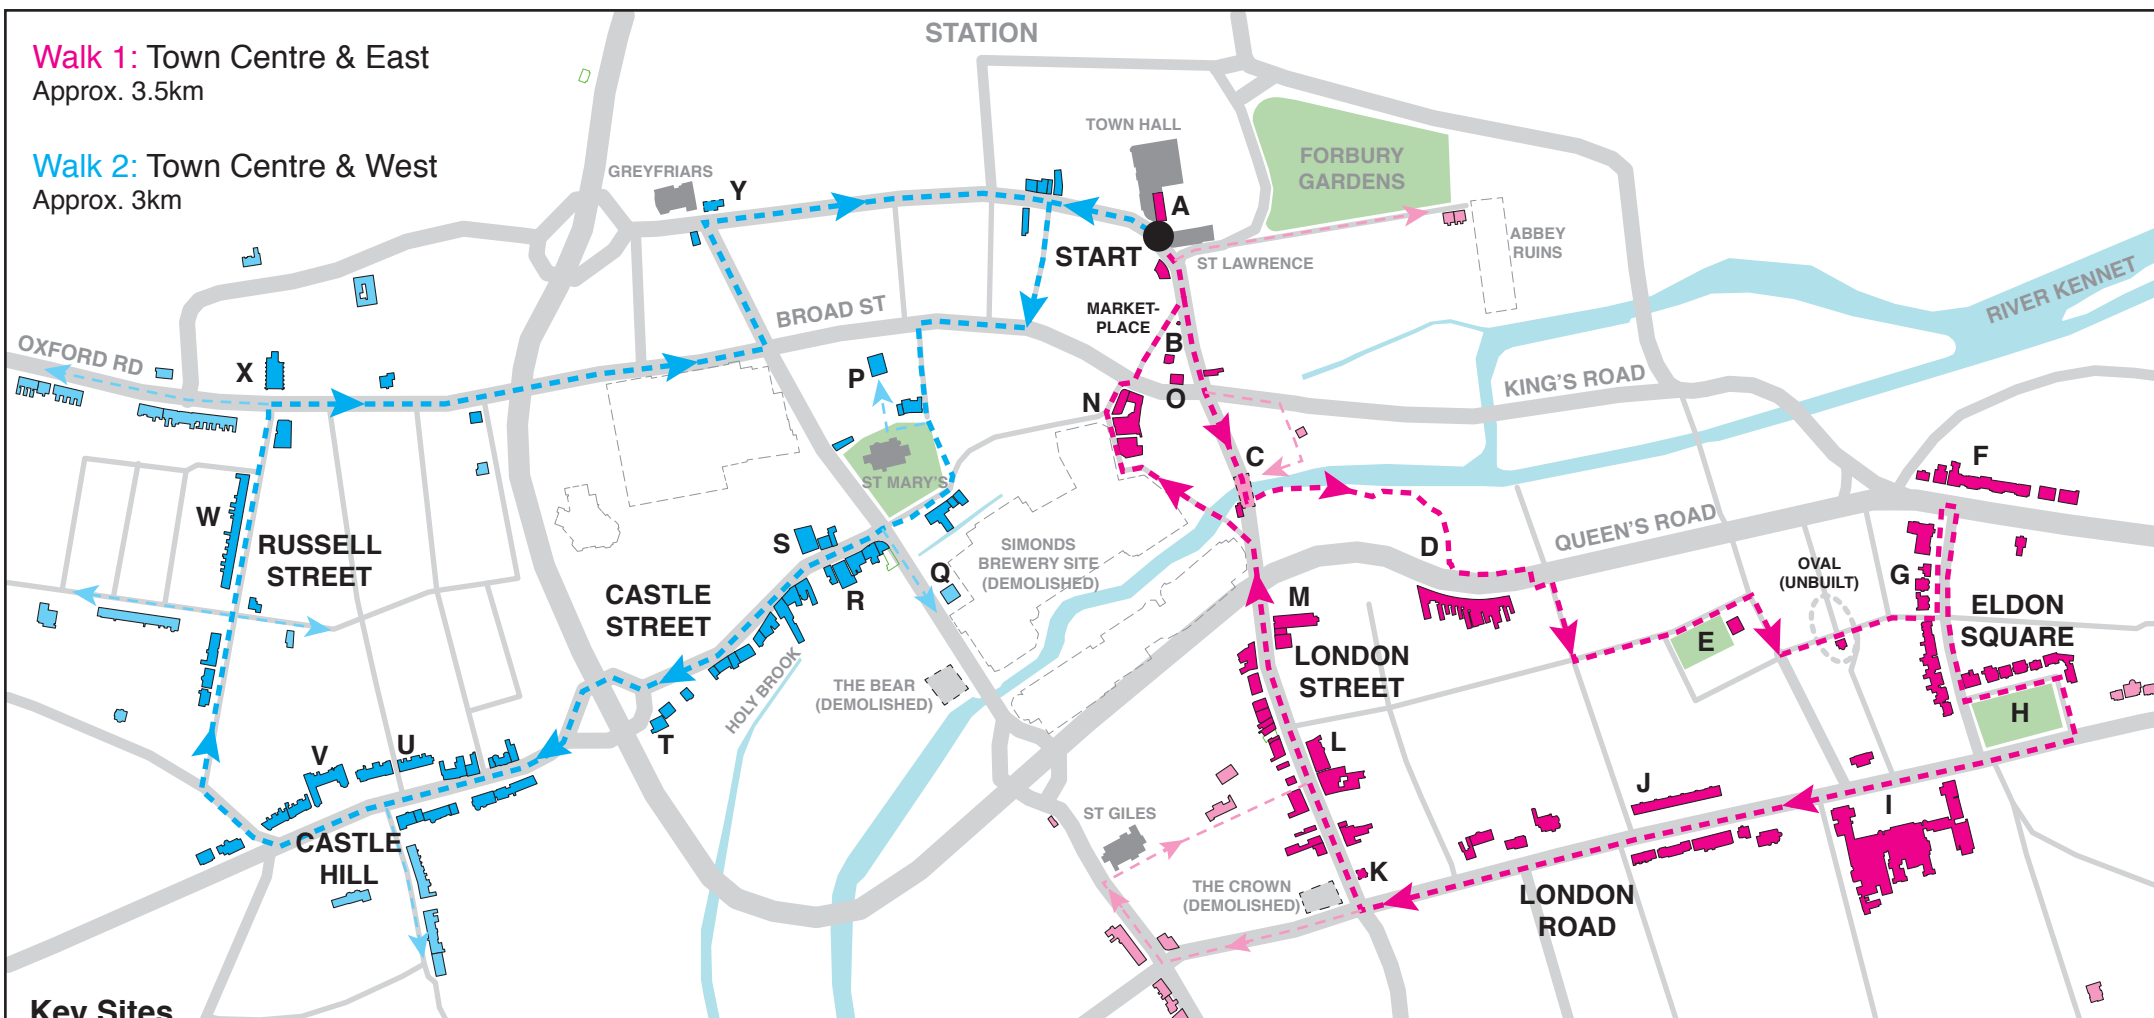 Walk 1: Town Centre & East
Approx. 3.5km
Walk 2: Town Centre & West
Approx. 3km
STATION
TOWN HALL
GREYFRIARS
Y
A
FORBURY
GARDENS
START
ST LAWRENCE
ABBEY
RUINS
RIVER KENNET
MARKET-
PLACE
BROAD ST
OXFORD RD
X
B
P
N
O
KING'S ROAD
C
F
ST MARY'S
W
RUSSELL
STREET
S
SIMONDS
BREWERY SITE
(DEMOLISHED)
D
QUEEN'S ROAD
Q
R
CASTLE
STREET
OVAL
(UNBUILT)
G
ELDON
SQUARE
M
LONDON
STREET
E
HOLY BROOK
THE BEAR
(DEMOLISHED)
H
T
U
V
L
J
I
ST GILES
CASTLE
HILL
K
THE CROWN
(DEMOLISHED)
LONDON
ROAD
Key Sites